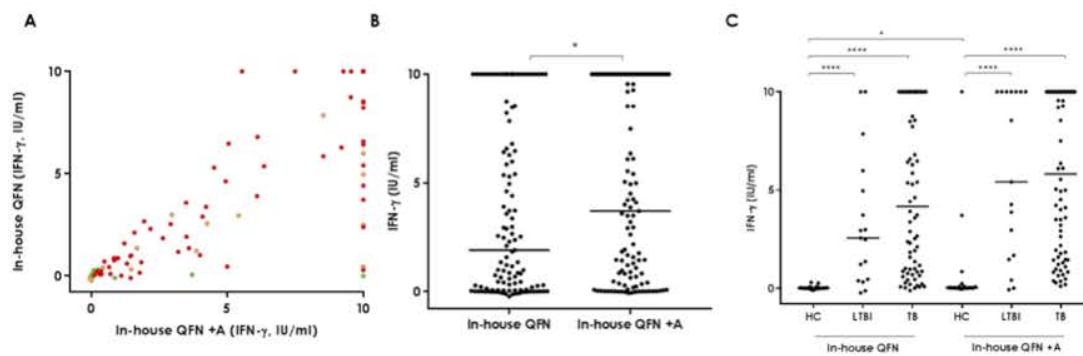 A
In-house QFN (IFN-γ, IU/ml)
10
5
0
0
5
10
In-house QFN +A (IFN-γ, IU/ml)
B
*
IFN-γ (IU/ml)
10
5
0
In-house QFN
In-house QFN +A
C
*
****
****
****
****
IFN-γ (IU/ml)
10
5
0
HC
LTBI
TB
HC
LTBI
TB
In-house QFN
In-house QFN +A